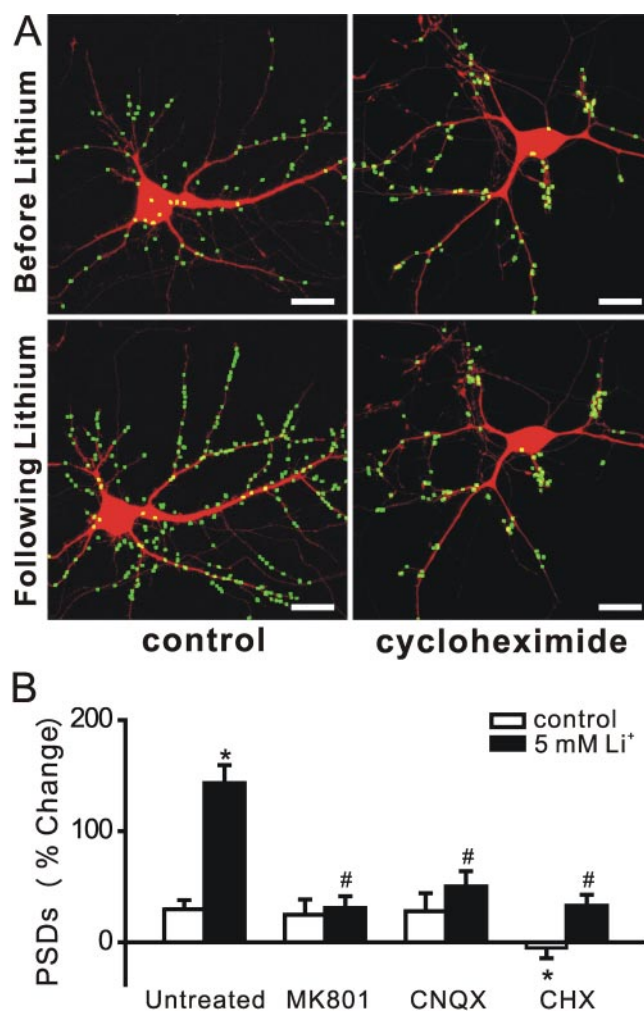 A
Before Lithium
Following Lithium
control
cycloheximide
B
PSDs ( % Change)
200
100
0
control
5 mM Li⁺
*
#
#
#
*
Untreated
MK801
CNQX
CHX